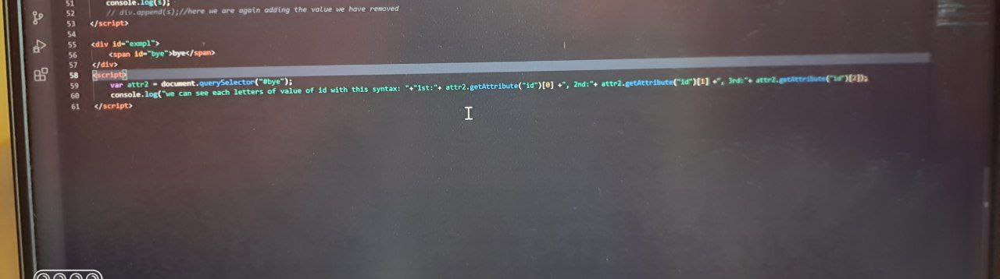 51 console.log(s);
52 // div.append(s);//here we are again adding the value we have removed
53 </script>
54
55 <div id="exmpl">
56 <span id="bye">bye</span>
57 </div>
58 <script>
59 var attr2 = document.querySelector("#bye");
60 console.log("we can see each letters of value of id with this syntax: "+"1st:"+ attr2.getAttribute("id")[0] +", 2nd:"+ attr2.getAttribute("id")[1] +", 3rd:"+ attr2.getAttribute("id")[2]);
61 </script>